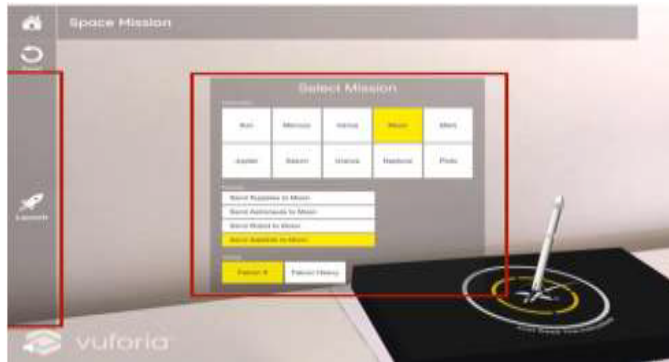 Space Mission
Reset
Select Mission
Sun Mercury Venus Moon Mars
Jupiter Saturn Uranus Neptune Pluto
Send Supplies to Moon
Send Astronauts to Moon
Send Robot to Moon
Send Satellite to Moon
Launch
Falcon 9 Falcon Heavy
vuforia